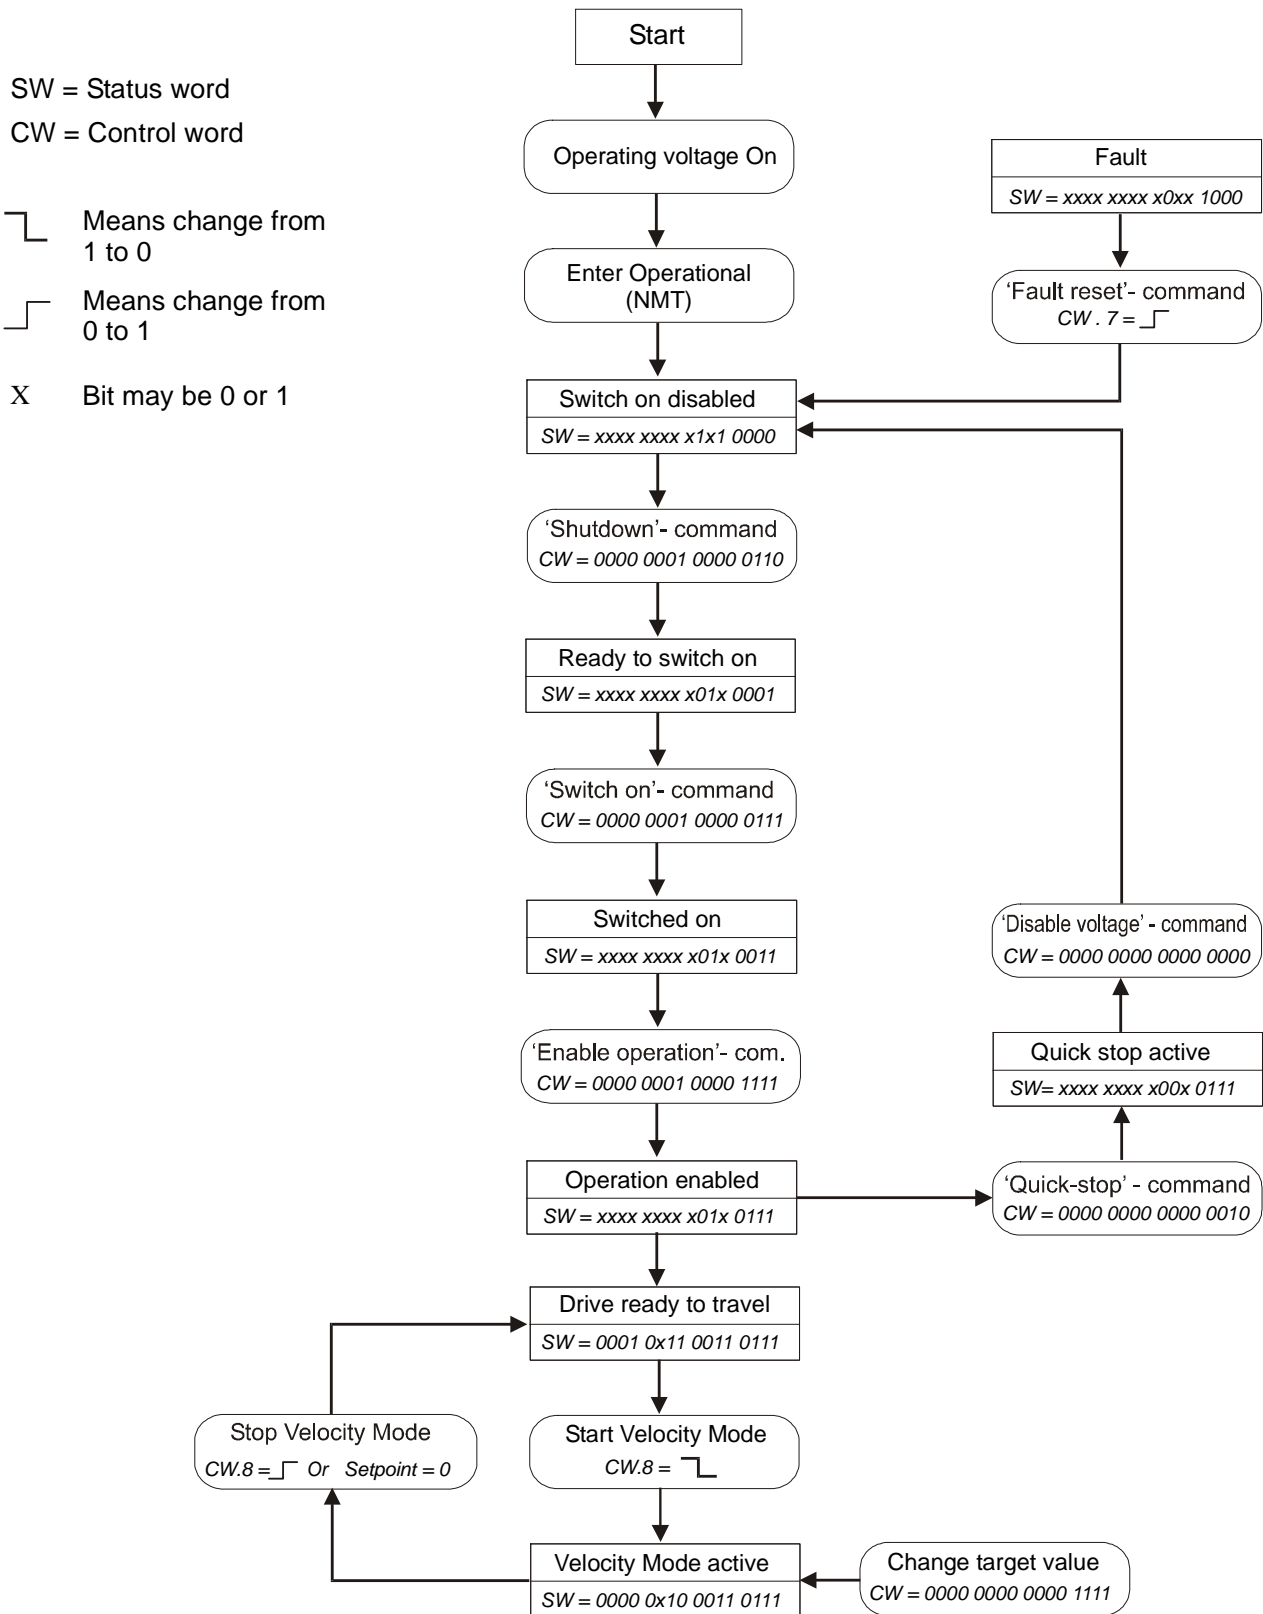 Start
SW = Status word
CW = Control word
Means change from
1 to 0
Means change from
0 to 1
X Bit may be 0 or 1
Operating voltage On
Enter Operational
(NMT)
Fault
SW = xxxx xxxx x0xx 1000
'Fault reset'- command
CW . 7 =
Switch on disabled
SW = xxxx xxxx x1x1 0000
'Shutdown'- command
CW = 0000 0001 0000 0110
Ready to switch on
SW = xxxx xxxx x01x 0001
'Switch on'- command
CW = 0000 0001 0000 0111
Switched on
SW = xxxx xxxx x01x 0011
'Enable operation'- com.
CW = 0000 0001 0000 1111
Operation enabled
SW = xxxx xxxx x01x 0111
'Disable voltage' - command
CW = 0000 0000 0000 0000
Quick stop active
SW= xxxx xxxx x00x 0111
'Quick-stop' - command
CW = 0000 0000 0000 0010
Drive ready to travel
SW = 0001 0x11 0011 0111
Stop Velocity Mode
CW.8 = Or Setpoint = 0
Start Velocity Mode
CW.8 =
Velocity Mode active
SW = 0000 0x10 0011 0111
Change target value
CW = 0000 0000 0000 1111